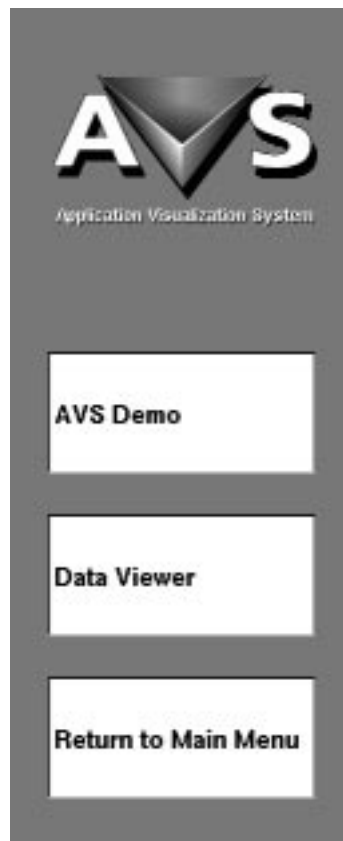 AVS
Application Visualization System
AVS Demo
Data Viewer
Return to Main Menu